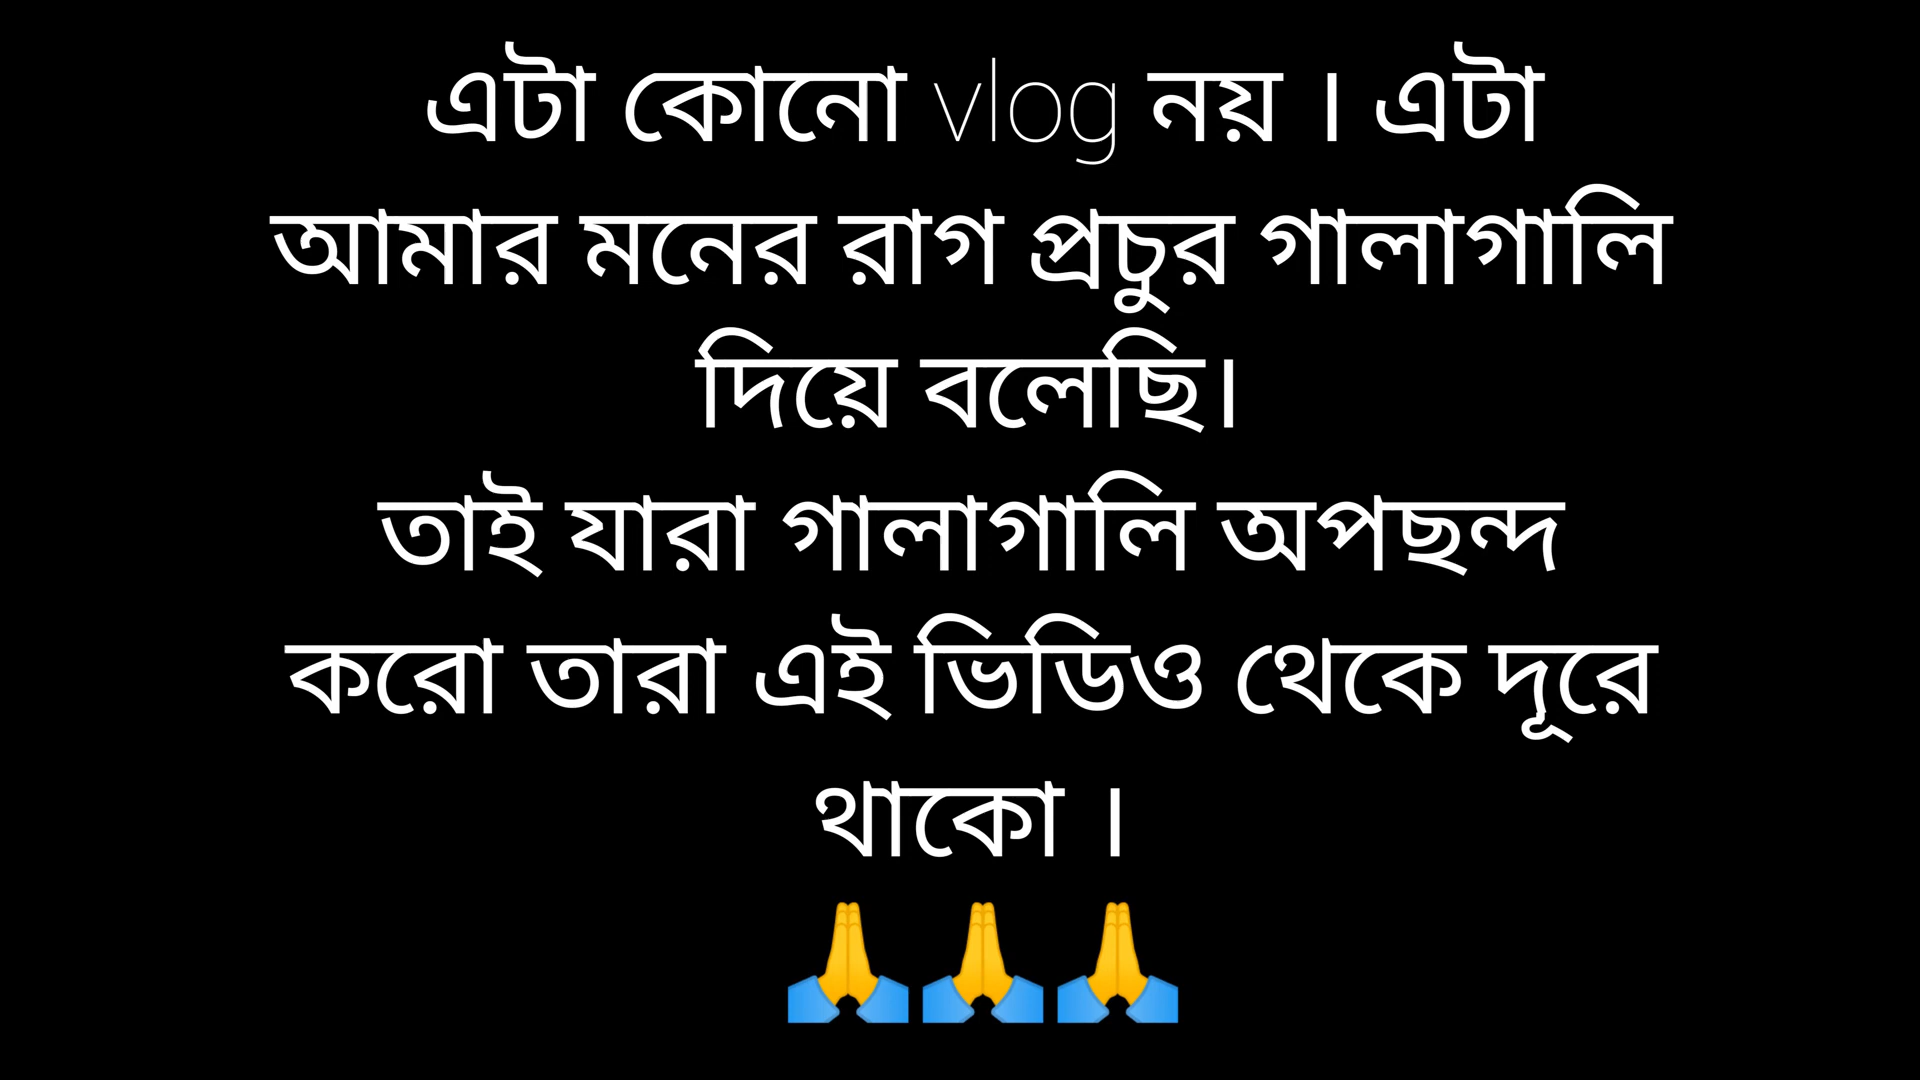 এটা কোনো vlog নয় । এটা
আমার মনের রাগ প্রচুর গালাগালি
দিয়ে বলেছি।
তাই যারা গালাগালি অপছন্দ
করো তারা এই ভিডিও থেকে দূরে
থাকো ।
🙏🙏🙏